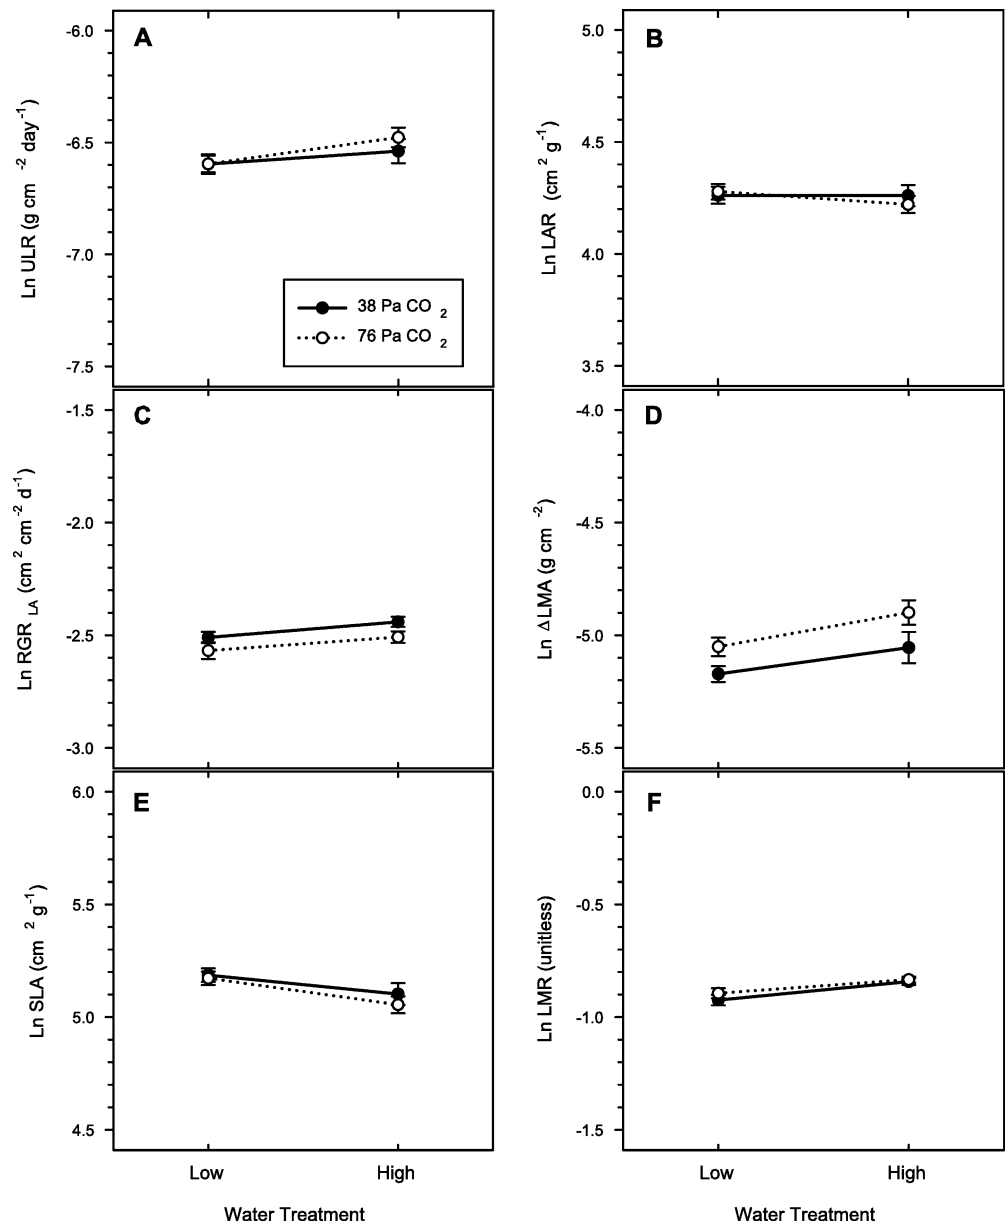 A
Ln ULR (g cm -2 day-1)
-6.0
-6.5
-7.0
-7.5
38 Pa CO 2
76 Pa CO 2
B
Ln LAR (cm 2 g-1)
5.0
4.5
4.0
3.5
C
Ln RGR LA (cm 2 cm-2 d-1)
-1.5
-2.0
-2.5
-3.0
D
Ln Δ LMA (g cm -2)
-4.0
-4.5
-5.0
-5.5
E
Ln SLA (cm 2 g-1)
6.0
5.5
5.0
4.5
Low High
Water Treatment
F
Ln LMR (unitless)
0.0
-0.5
-1.0
-1.5
Low High
Water Treatment